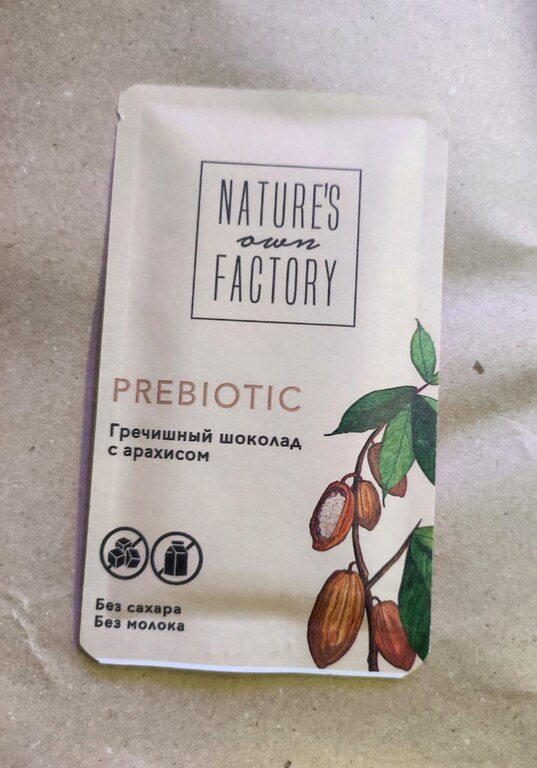 NATURE'S
own
FACTORY
PREBIOTIC
Гречишный шоколад
с арахисом
Без сахара
Без молока